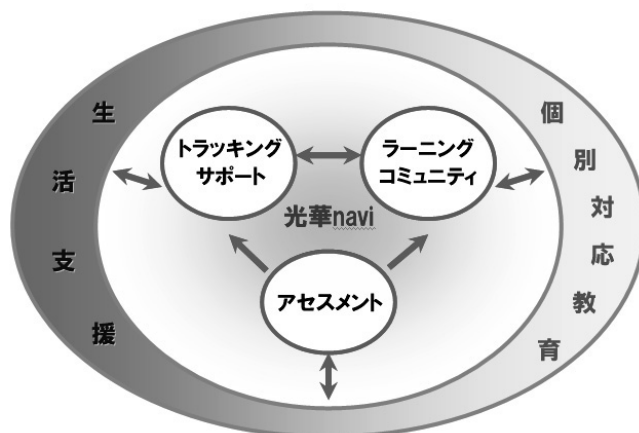 生活支援
個別対応教育
トラッキング
サポート
ラーニング
コミュニティ
光華navi
アセスメント